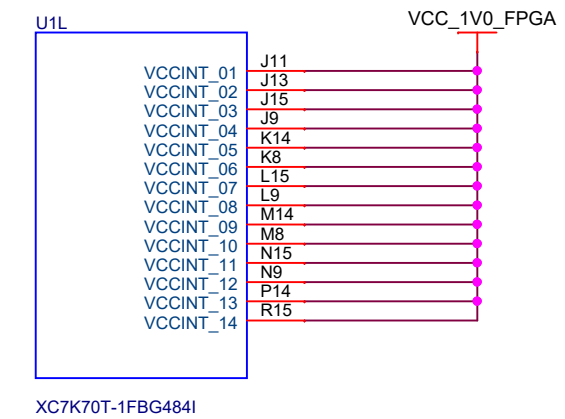 U1L
VCC_1V0_FPGA
VCCINT_01 J11
VCCINT_02 J13
VCCINT_03 J15
VCCINT_04 J9
VCCINT_05 K14
VCCINT_06 K8
VCCINT_07 L15
VCCINT_08 L9
VCCINT_09 M14
VCCINT_10 M8
VCCINT_11 N15
VCCINT_12 N9
VCCINT_13 P14
VCCINT_14 R15
XC7K70T-1FBG484I